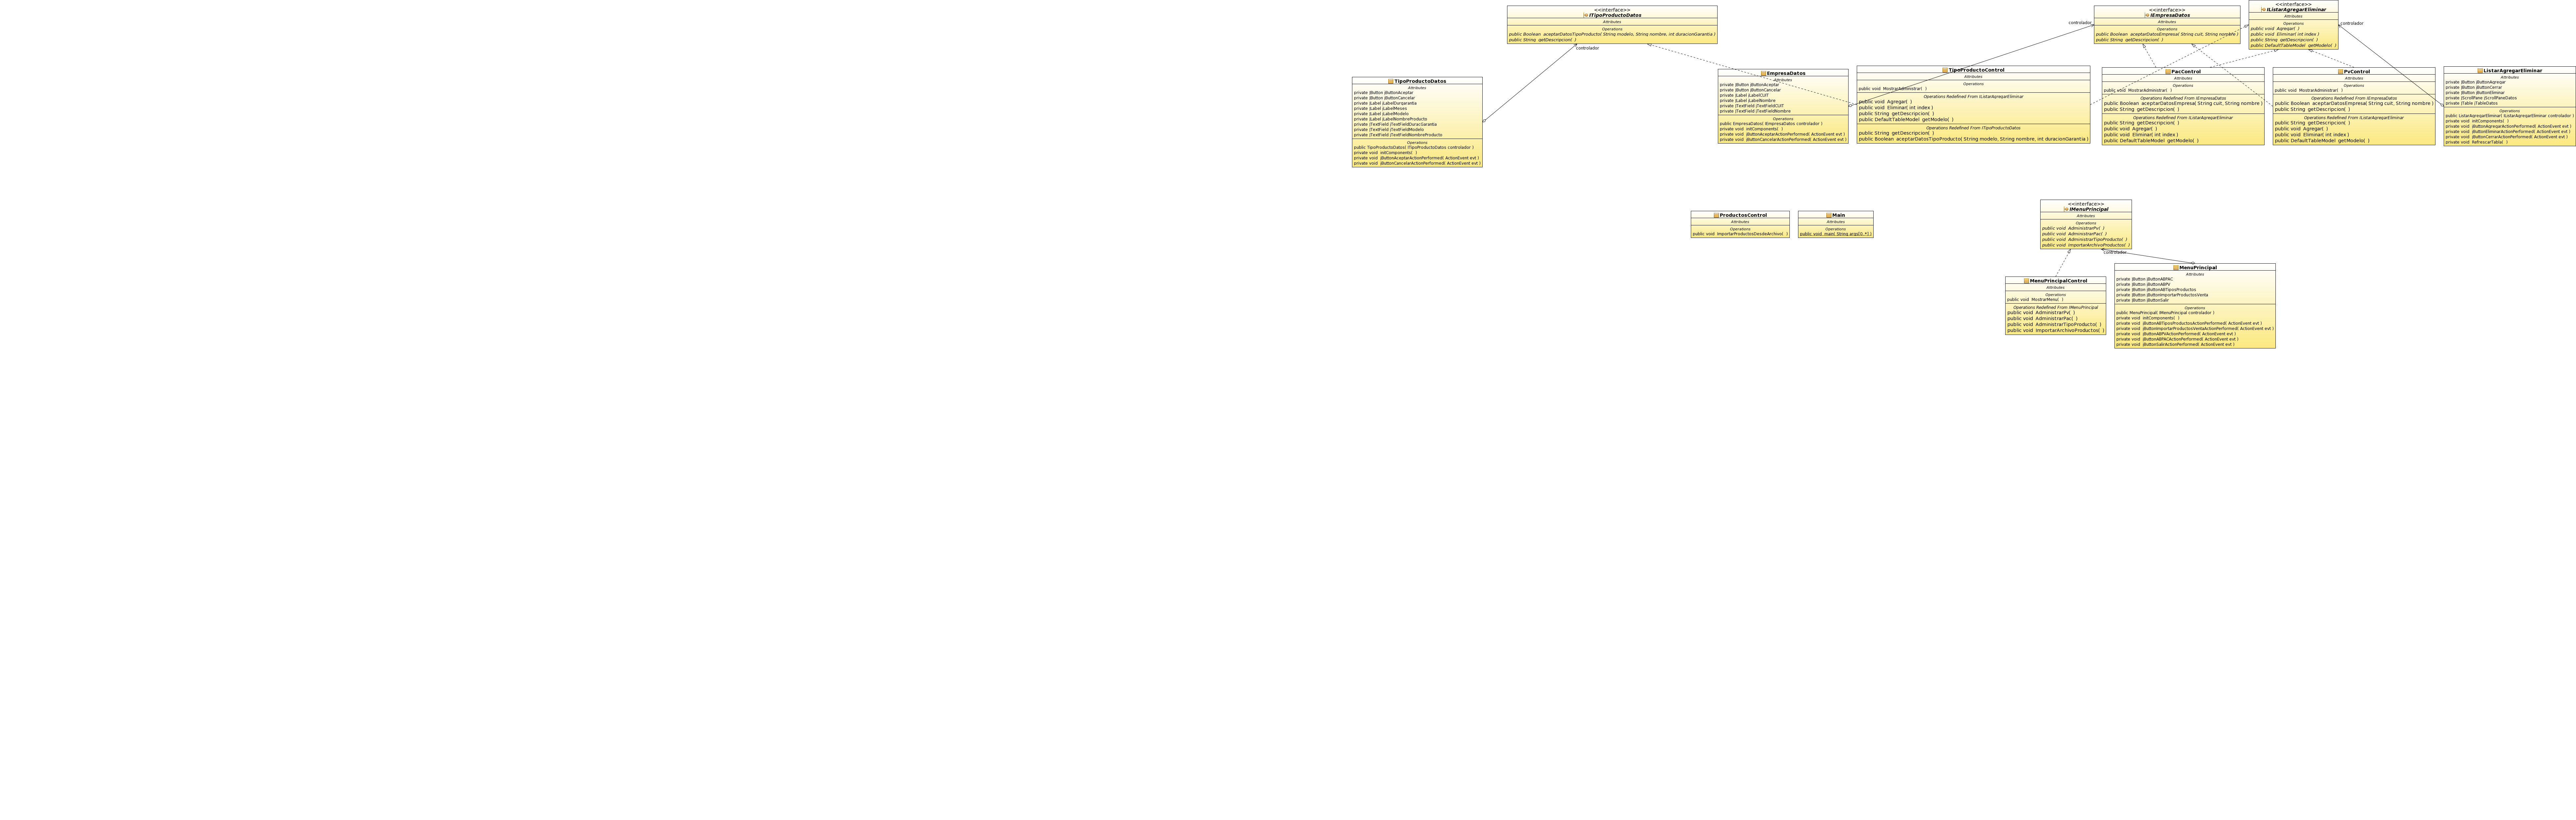 <<interface>>
ITipoProductoDatos
Attributes
Operations
public Boolean aceptarDatosTipoProducto( String modelo, String nombre, int duracionGarantia )
public String getDescripcion( )
controlador
<<interface>>
IEmpresaDatos
Attributes
Operations
public Boolean aceptarDatosEmpresa( String cuit, String nombre )
public String getDescripcion( )
controlador
<<interface>>
IListarAgregarEliminar
Attributes
Operations
public void Agregar( )
public void Eliminar( int index )
public String getDescripcion( )
public DefaultTableModel getModelo( )
controlador
TipoProductoDatos
Attributes
private JButton jButtonAceptar
private JButton jButtonCancelar
private JLabel jLabelDurgarantia
private JLabel jLabelMeses
private JLabel jLabelModelo
private JLabel jLabelNombreProducto
private JTextField jTextFieldDuracGarantia
private JTextField jTextFieldModelo
private JTextField jTextFieldNombreProducto
Operations
public TipoProductoDatos( ITipoProductoDatos controlador )
private void initComponents( )
private void jButtonAceptarActionPerformed( ActionEvent evt )
private void jButtonCancelarActionPerformed( ActionEvent evt )
EmpresaDatos
Attributes
private JButton jButtonAceptar
private JButton jButtonCancelar
private JLabel jLabelCUIT
private JLabel jLabelNombre
private JTextField jTextFieldCUIT
private JTextField jTextFieldNombre
Operations
public EmpresaDatos( IEmpresaDatos controlador )
private void initComponents( )
private void jButtonAceptarActionPerformed( ActionEvent evt )
private void jButtonCancelarActionPerformed( ActionEvent evt )
TipoProductoControl
Attributes
Operations
public void MostrarAdministrar( )
Operations Redefined From IListarAgregarEliminar
public void Agregar( )
public void Eliminar( int index )
public String getDescripcion( )
public DefaultTableModel getModelo( )
Operations Redefined From ITipoProductoDatos
public String getDescripcion( )
public Boolean aceptarDatosTipoProducto( String modelo, String nombre, int duracionGarantia )
PacControl
Attributes
Operations
public void MostrarAdministrar( )
Operations Redefined From IEmpresaDatos
public Boolean aceptarDatosEmpresa( String cuit, String nombre )
public String getDescripcion( )
Operations Redefined From IListarAgregarEliminar
public String getDescripcion( )
public void Agregar( )
public void Eliminar( int index )
public DefaultTableModel getModelo( )
PvControl
Attributes
Operations
public void MostrarAdministrar( )
Operations Redefined From IEmpresaDatos
public Boolean aceptarDatosEmpresa( String cuit, String nombre )
public String getDescripcion( )
Operations Redefined From IListarAgregarEliminar
public String getDescripcion( )
public void Agregar( )
public void Eliminar( int index )
public DefaultTableModel getModelo( )
ListarAgregarEliminar
Attributes
private JButton jButtonAgregar
private JButton jButtonCerrar
private JButton jButtonEliminar
private JScrollPane jScrollPaneDatos
private JTable jTableDatos
Operations
public ListarAgregarEliminar( IListarAgregarEliminar controlador )
private void initComponents( )
private void jButtonAgregarActionPerformed( ActionEvent evt )
private void jButtonEliminarActionPerformed( ActionEvent evt )
private void jButtonCerrarActionPerformed( ActionEvent evt )
private void RefrescarTabla( )
ProductosControl
Attributes
Operations
public void ImportarProductosDesdeArchivo( )
Main
Attributes
Operations
public void main( String args[0..*] )
<<interface>>
IMenuPrincipal
Attributes
Operations
public void AdministrarPv( )
public void AdministrarPac( )
public void AdministrarTipoProducto( )
public void ImportarArchivoProductos( )
controlador
MenuPrincipalControl
Attributes
Operations
public void MostrarMenu( )
Operations Redefined From IMenuPrincipal
public void AdministrarPv( )
public void AdministrarPac( )
public void AdministrarTipoProducto( )
public void ImportarArchivoProductos( )
MenuPrincipal
Attributes
private JButton jButtonABPAC
private JButton jButtonABPV
private JButton jButtonABTiposProductos
private JButton jButtonImportarProductosVenta
private JButton jButtonSalir
Operations
public MenuPrincipal( IMenuPrincipal controlador )
private void initComponents( )
private void jButtonABTiposProductosActionPerformed( ActionEvent evt )
private void jButtonImportarProductosVentaActionPerformed( ActionEvent evt )
private void jButtonABPVActionPerformed( ActionEvent evt )
private void jButtonABPACActionPerformed( ActionEvent evt )
private void jButtonSalirActionPerformed( ActionEvent evt )